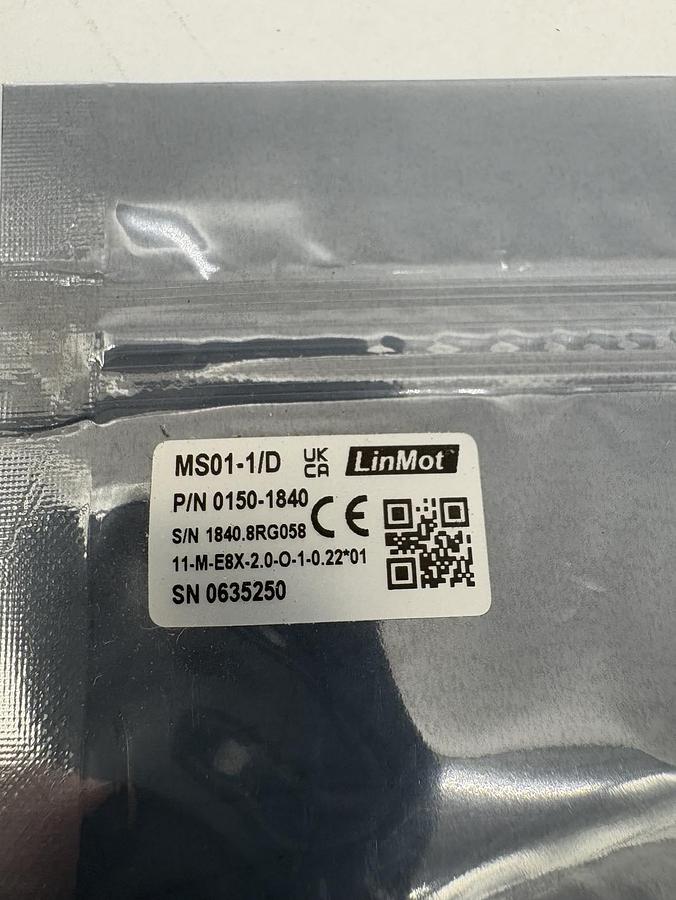 MS01-1/D UK CA LinMot®
P/N 0150-1840 CE
S/N 1840.8RG058
11-M-E8X-2.0-O-1-0.22*01
SN 0635250